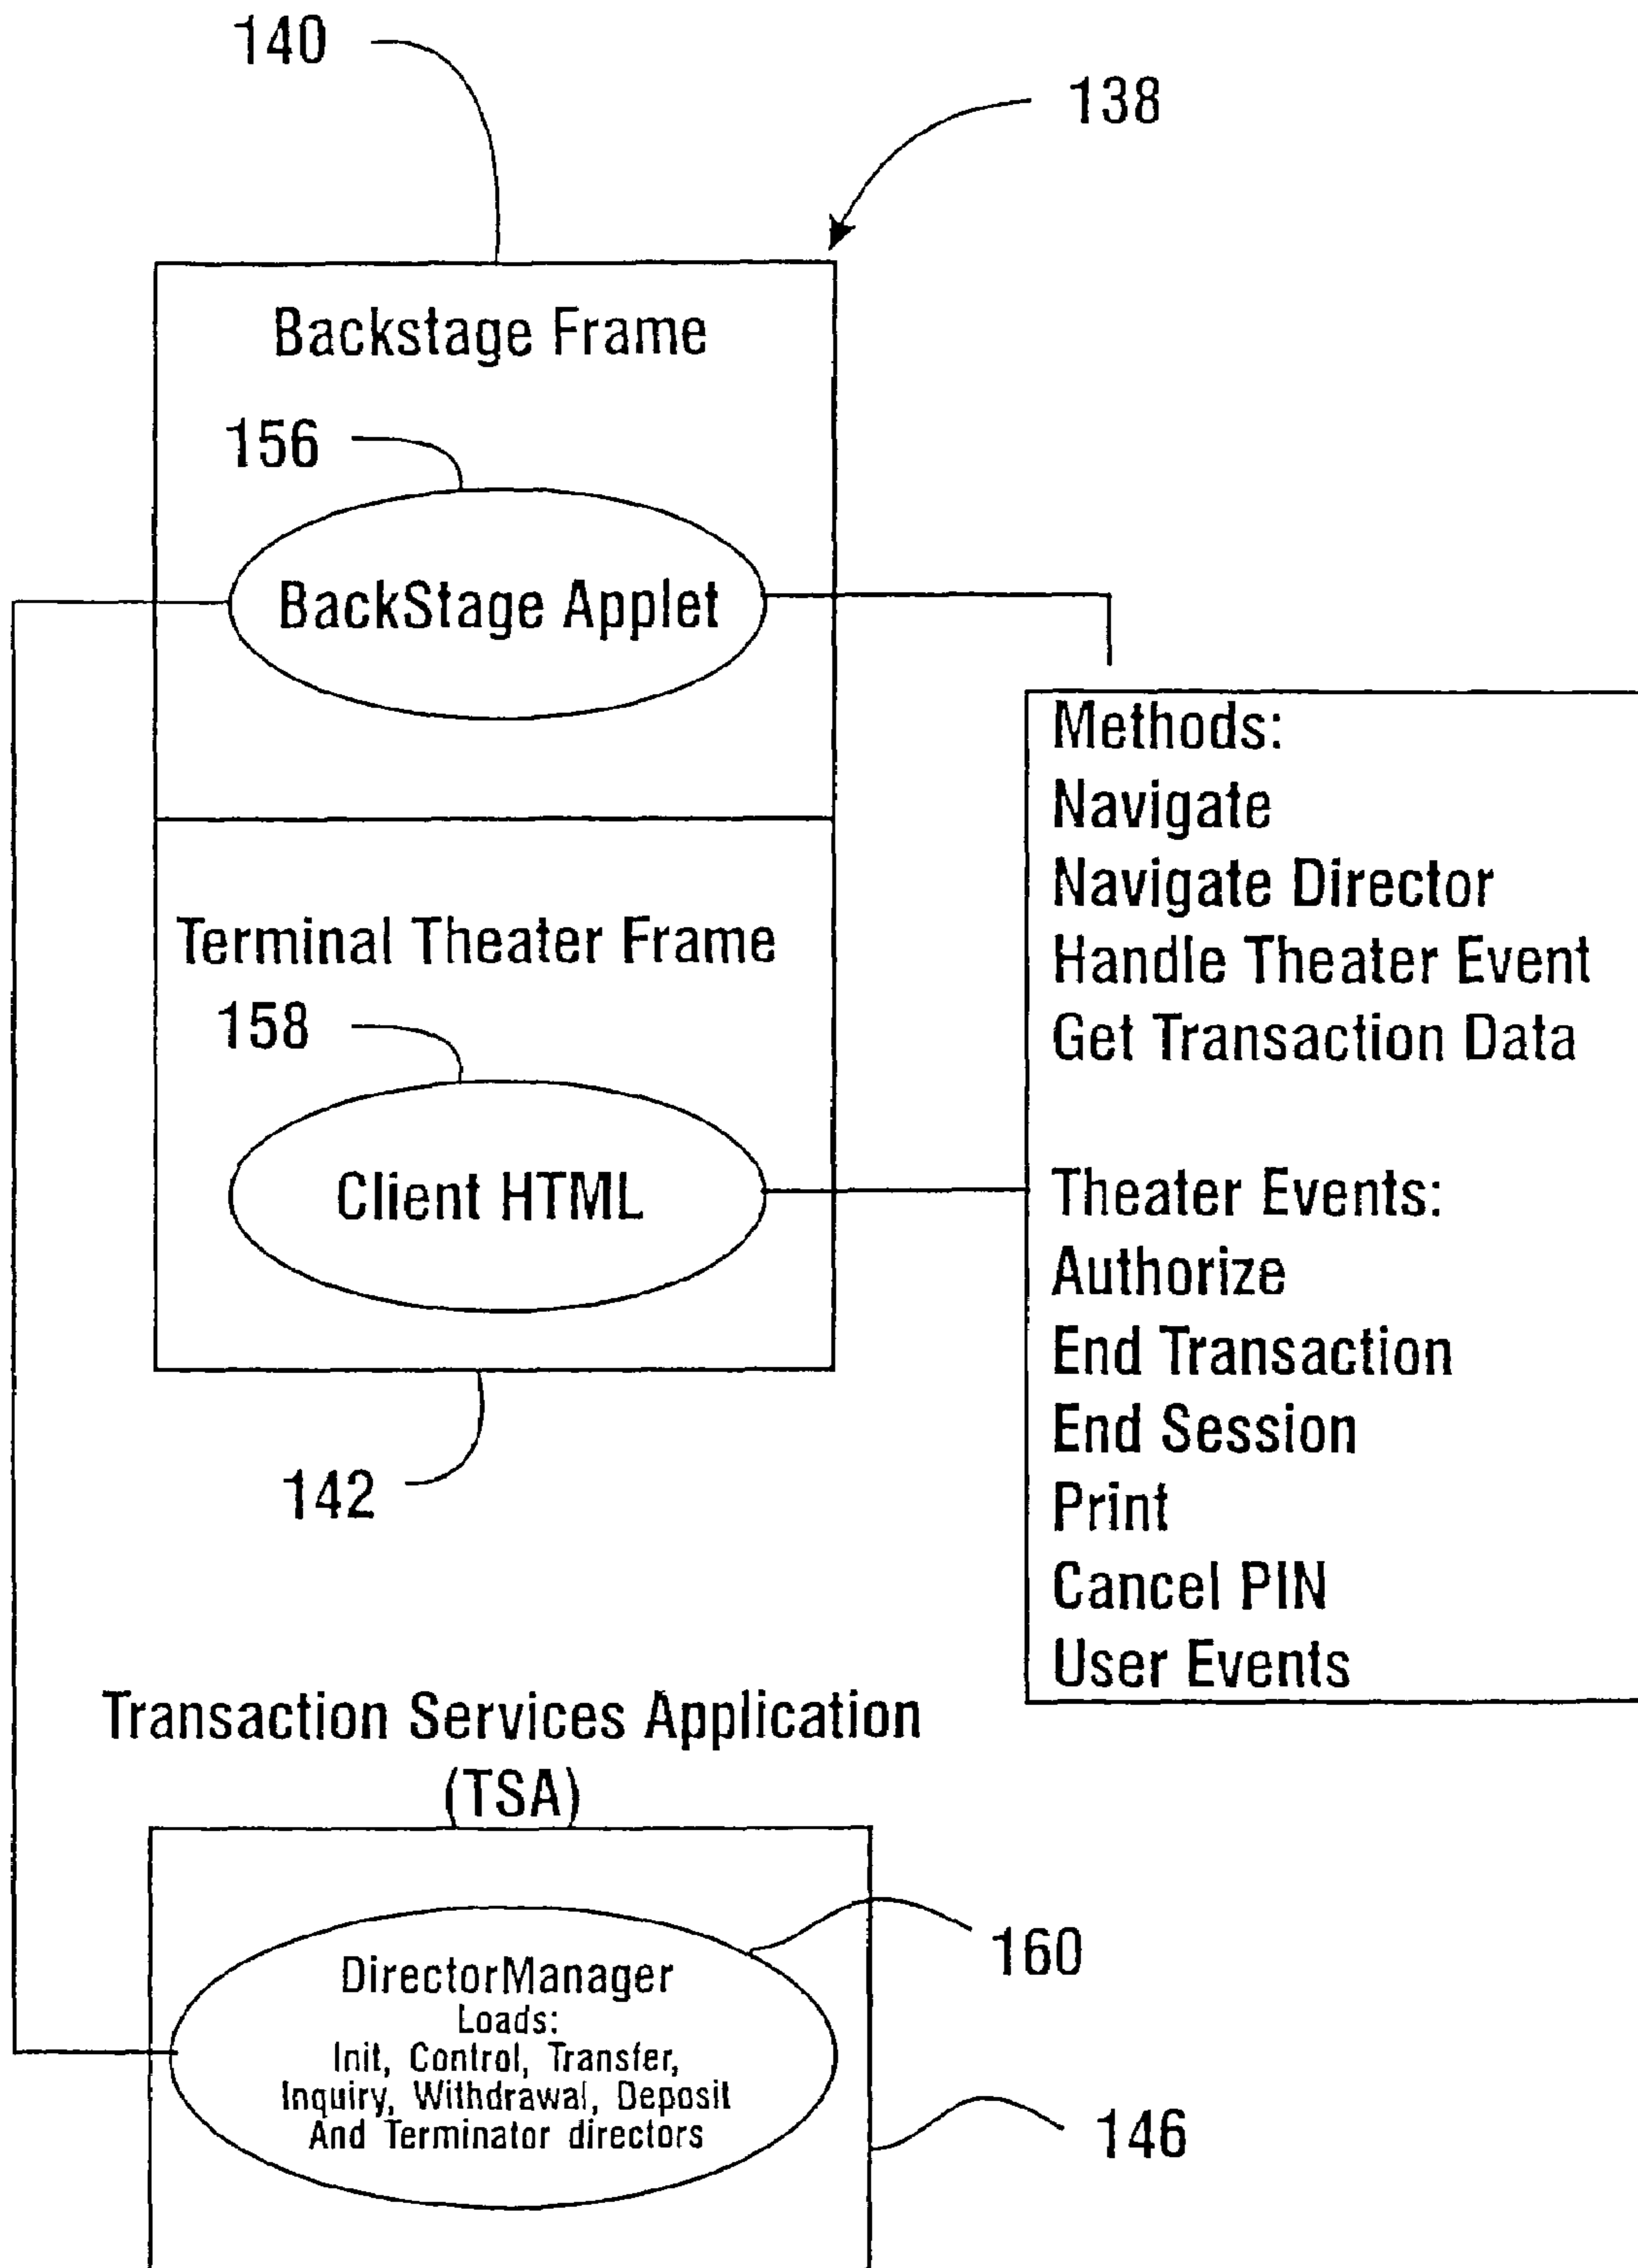 140
138
Backstage Frame
156
BackStage Applet
Methods:
Navigate
Navigate Director
Handle Theater Event
Get Transaction Data
Terminal Theater Frame
158
Client HTML
Theater Events:
Authorize
End Transaction
End Session
Print
Cancel PIN
User Events
142
Transaction Services Application
(TSA)
DirectorManager
Loads:
Init, Control, Transfer,
Inquiry, Withdrawal, Deposit
And Terminator directors
160
146